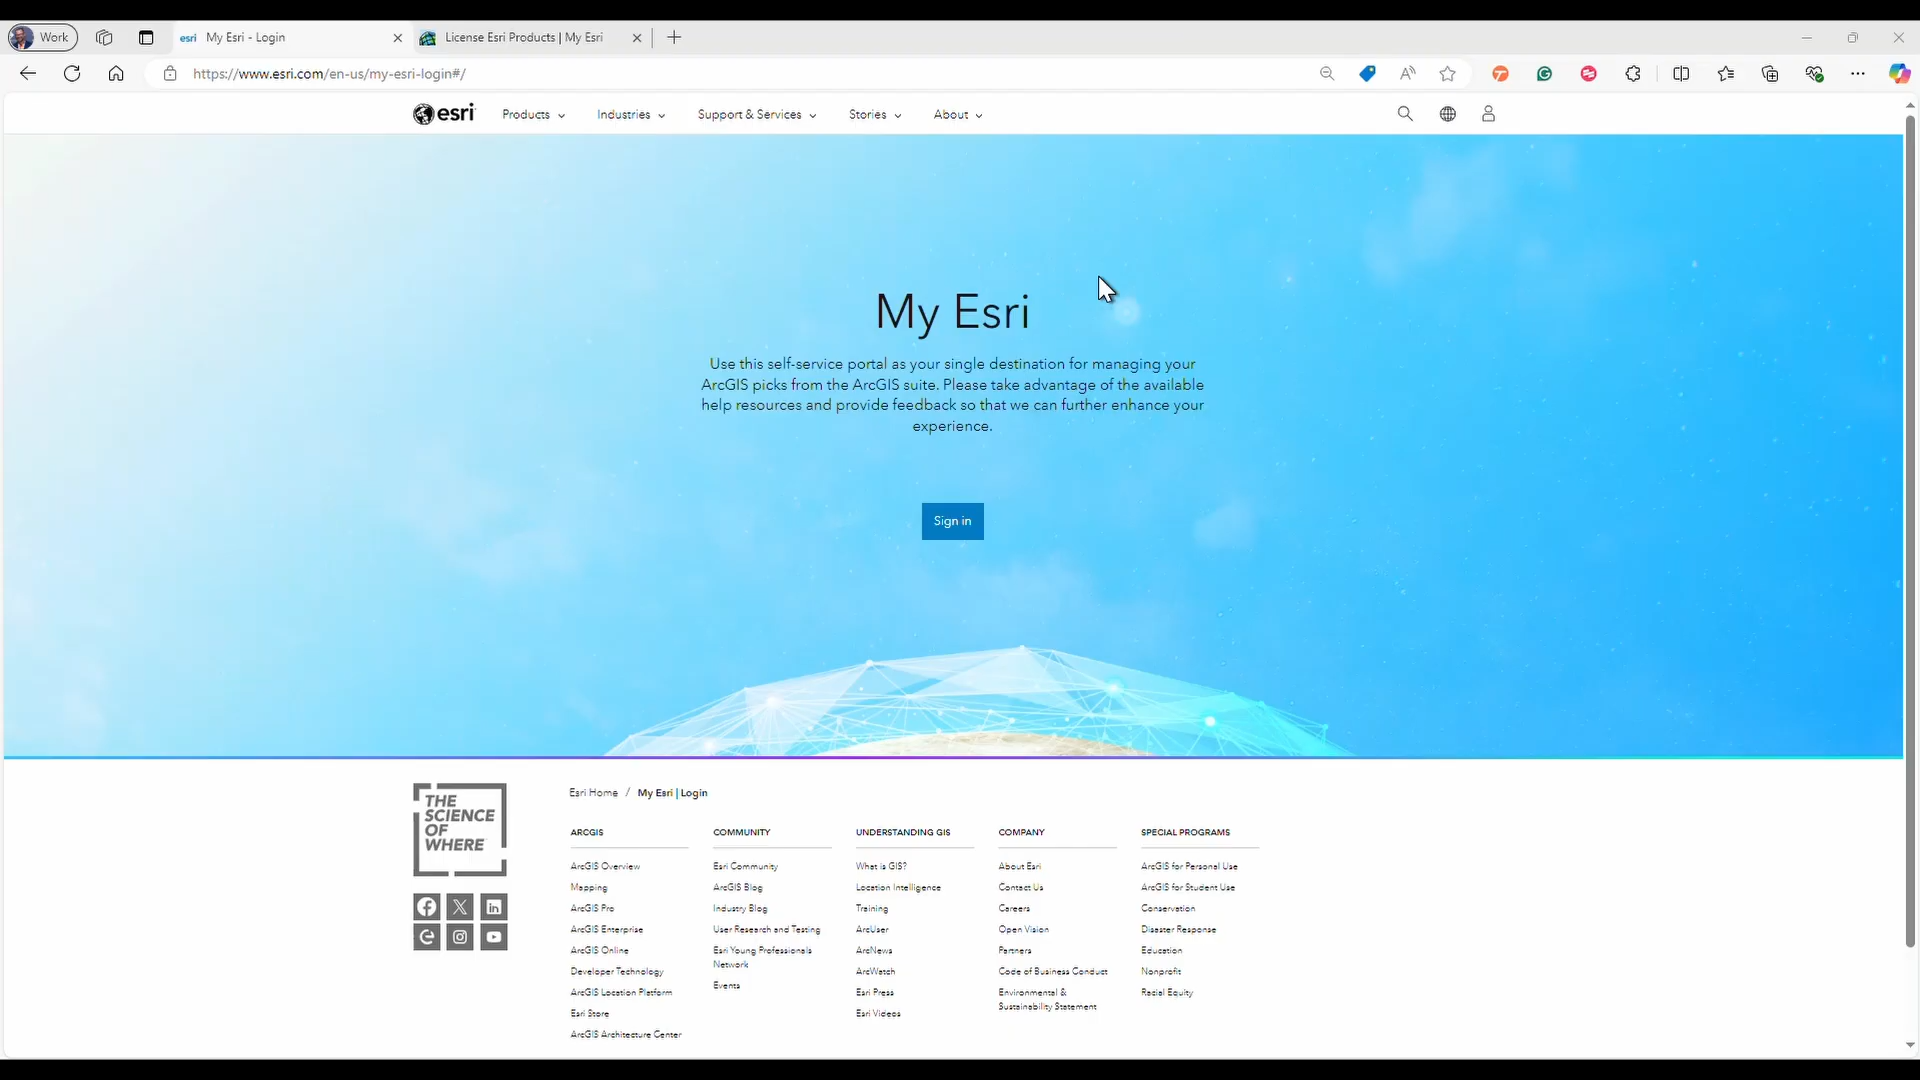 Work
esri My Esri - Login
License Esri Products | My Esri
https://www.esri.com/en-us/my-esri-login#/
esri
Products
Industries
Support & Services
Stories
About
My Esri
Use this self-service portal as your single destination for managing your
ArcGIS picks from the ArcGIS suite. Please take advantage of the available
help resources and provide feedback so that we can further enhance your
experience.
Sign in
THE
SCIENCE
OF
WHERE
Esri Home / My Esri | Login
ARCGIS
ArcGIS Overview
Mapping
ArcGIS Pro
ArcGIS Enterprise
ArcGIS Online
Developer Technology
ArcGIS Location Platform
Esri Store
ArcGIS Architecture Center
COMMUNITY
Esri Community
ArcGIS Blog
Industry Blog
User Research and Testing
Esri Young Professionals
Network
Events
UNDERSTANDING GIS
What is GIS?
Location Intelligence
Training
ArcUser
ArcNews
ArcWatch
Esri Press
Esri Videos
COMPANY
About Esri
Contact Us
Careers
Open Vision
Partners
Code of Business Conduct
Environmental &
Sustainability Statement
SPECIAL PROGRAMS
ArcGIS for Personal Use
ArcGIS for Student Use
Conservation
Disaster Response
Education
Nonprofit
Racial Equity